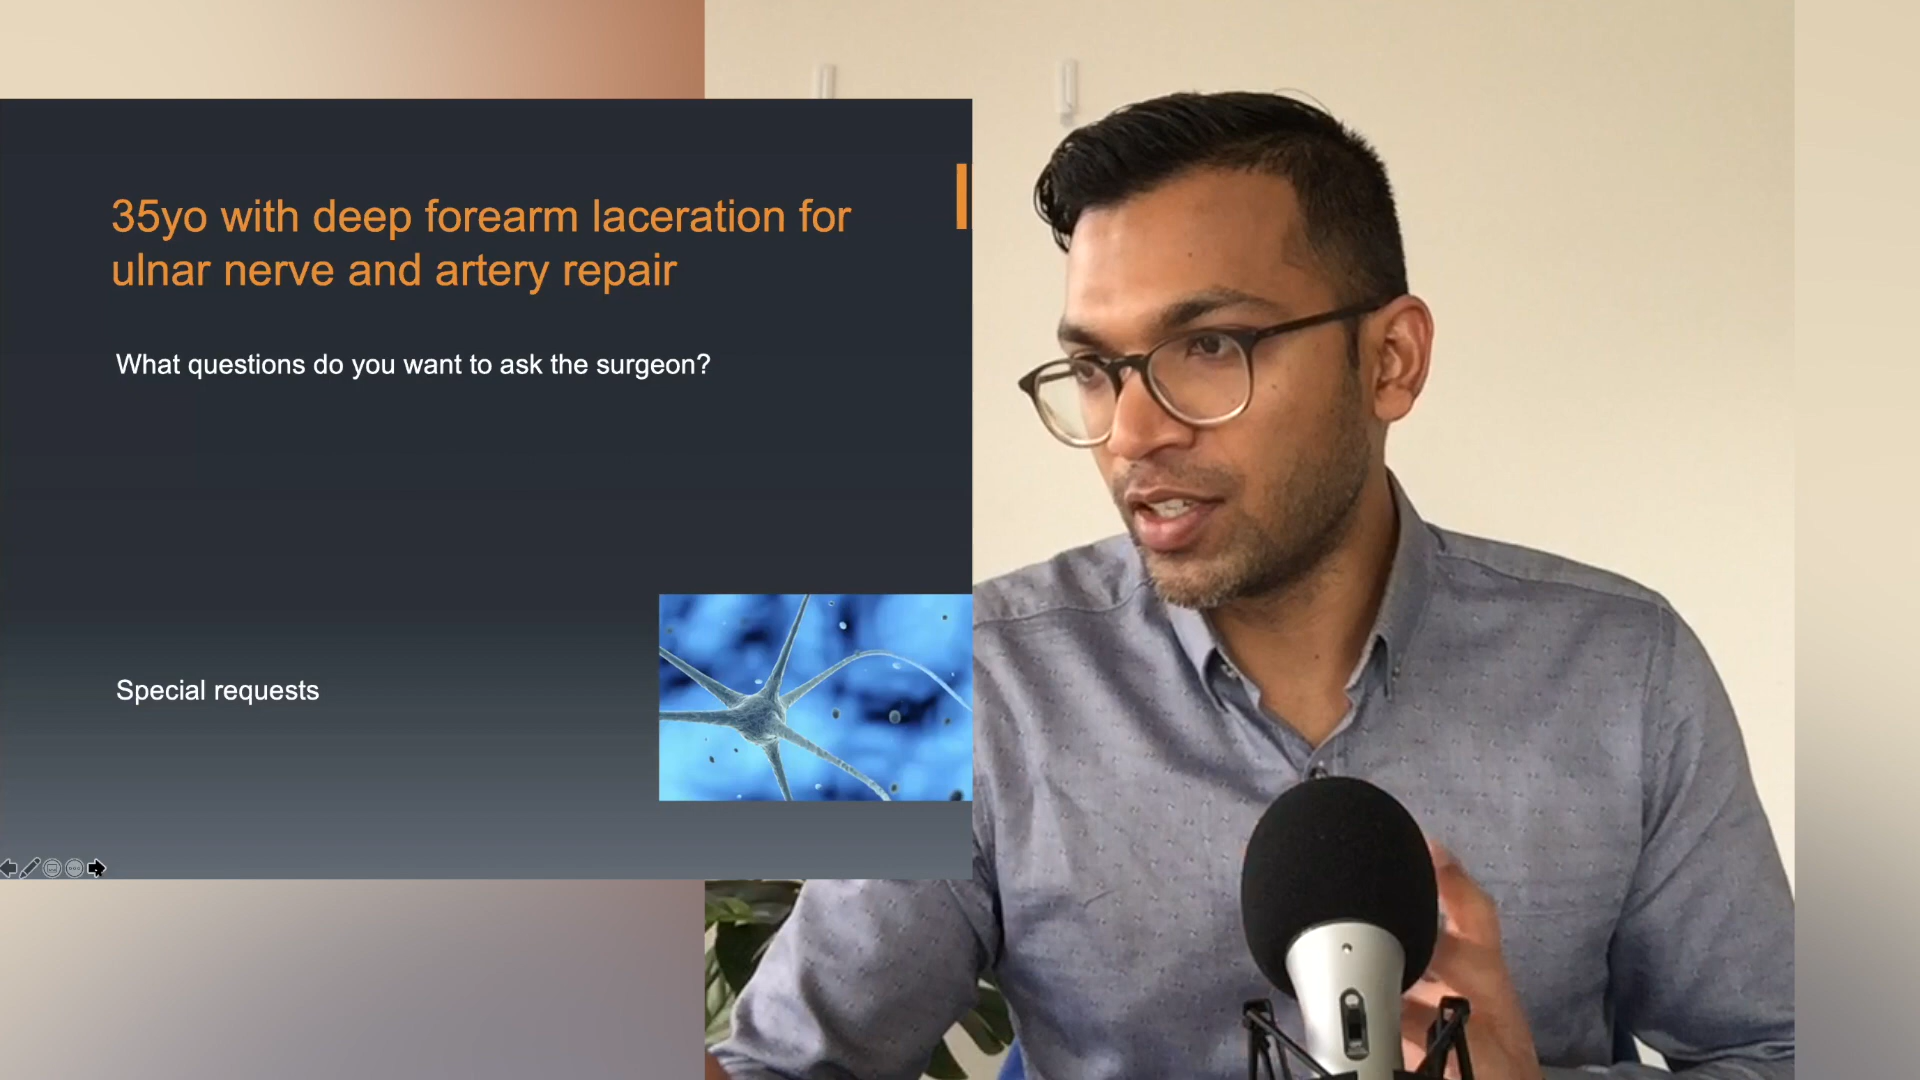 35yo with deep forearm laceration for
ulnar nerve and artery repair
What questions do you want to ask the surgeon?
Special requests